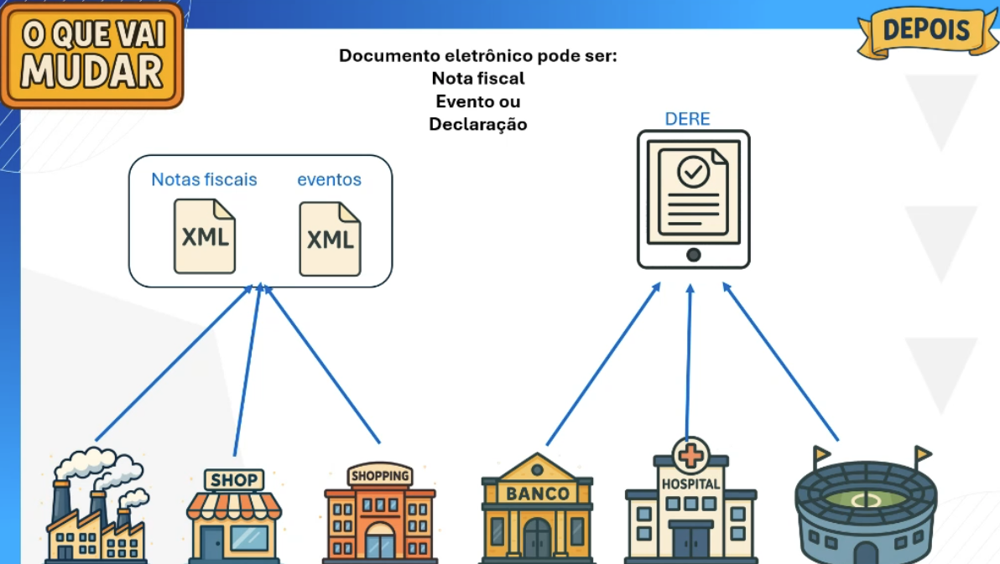 O QUE VAI
MUDAR
DEPOIS
Documento eletrônico pode ser:
Nota fiscal
Evento ou
Declaração
DERE
Notas fiscais
eventos
XML
XML
SHOP
SHOPPING
BANCO
HOSPITAL